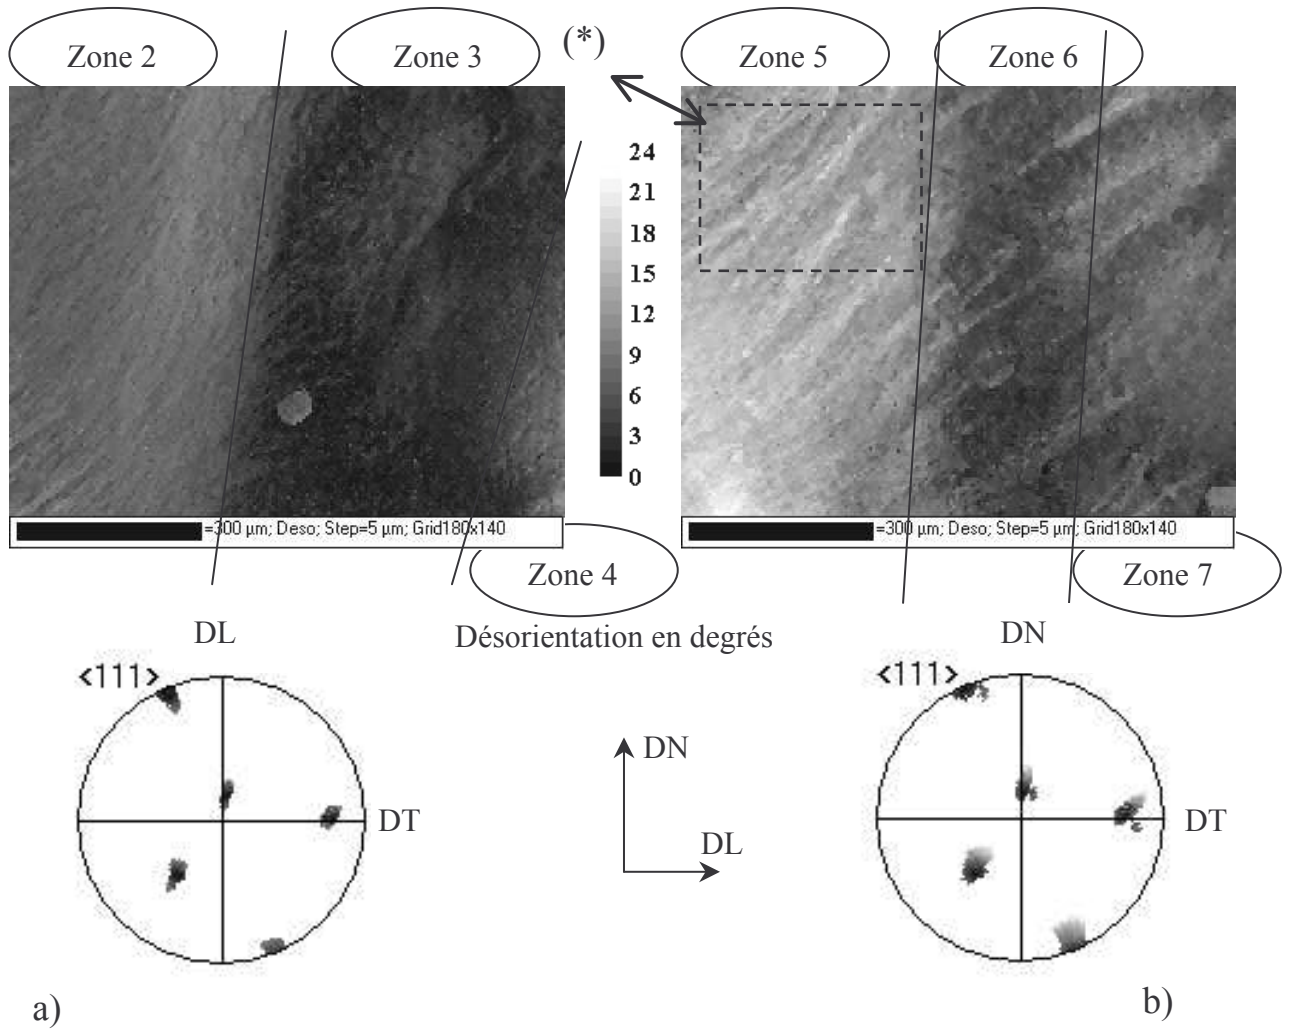 Zone 2
Zone 3
(*)
Zone 5
Zone 6
24
21
18
15
12
9
6
3
0
=300 µm; Deso; Step=5 µm; Grid180x140
=300 µm; Deso; Step=5 µm; Grid180x140
Zone 4
Zone 7
DL
Désorientation en degrés
DN
<111>
<111>
DN
DT
DL
DT
a)
b)